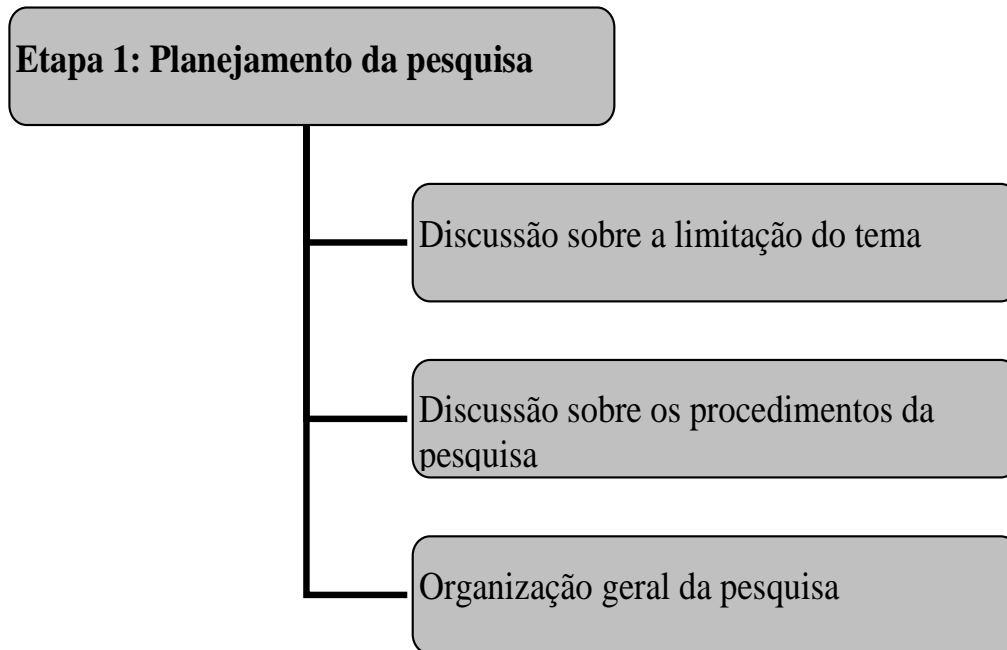 Etapa 1: Planejamento da pesquisa
Discussão sobre a limitação do tema
Discussão sobre os procedimentos da
pesquisa
Organização geral da pesquisa